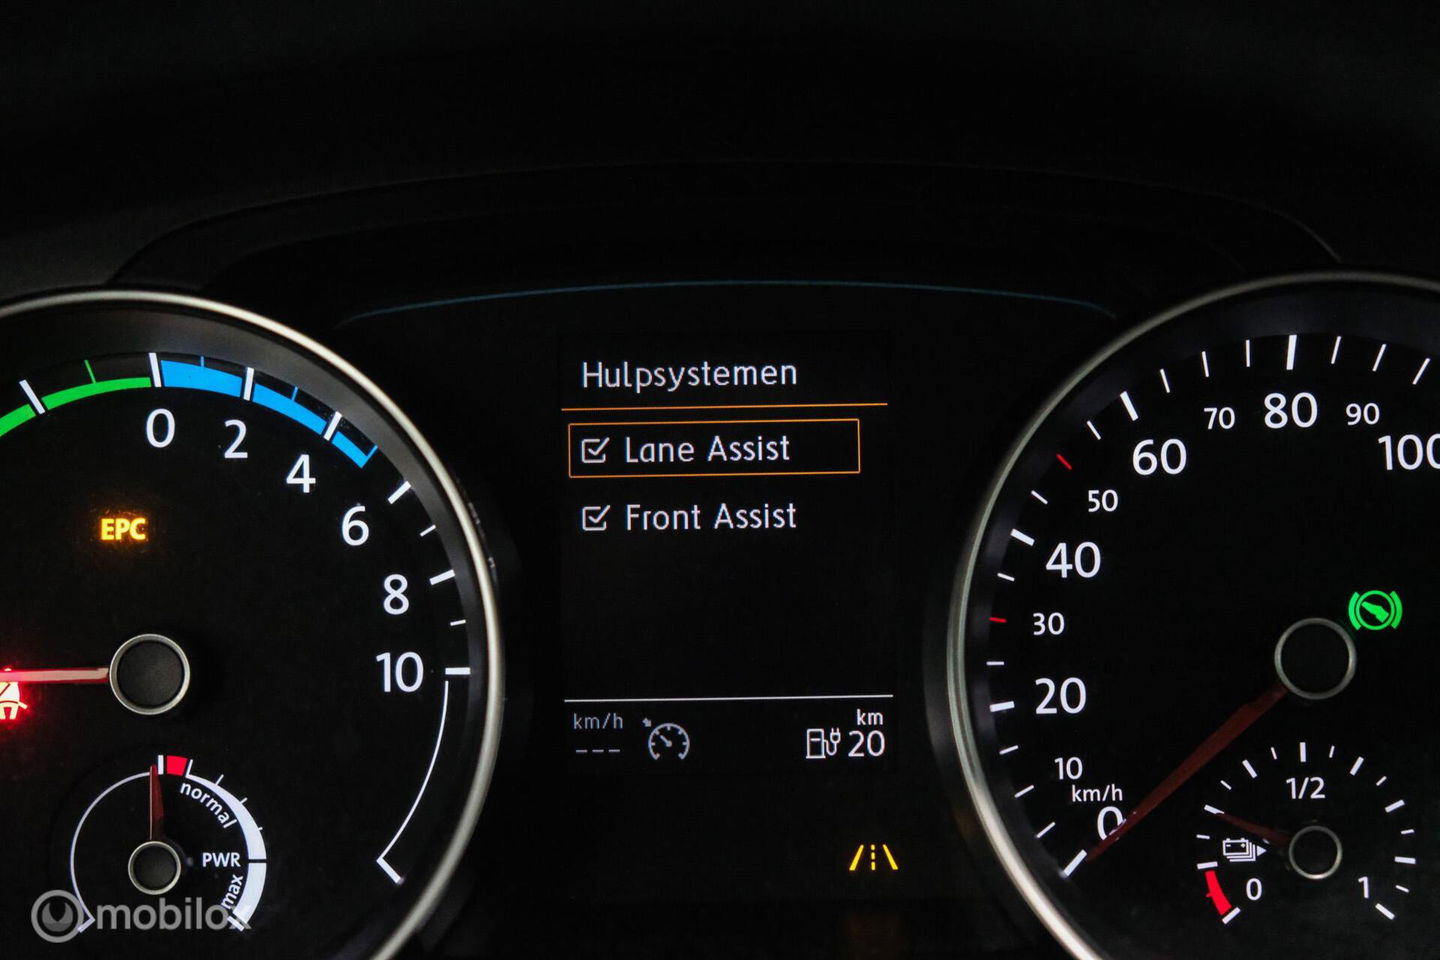 Hulpsystemen
Lane Assist
Front Assist
km/h
---
km
20
0
2
4
6
8
10
EPC
normal
PWR
max
0
10
20
30
40
50
60
70
80
90
100
km/h
0
1/2
1
mobilox